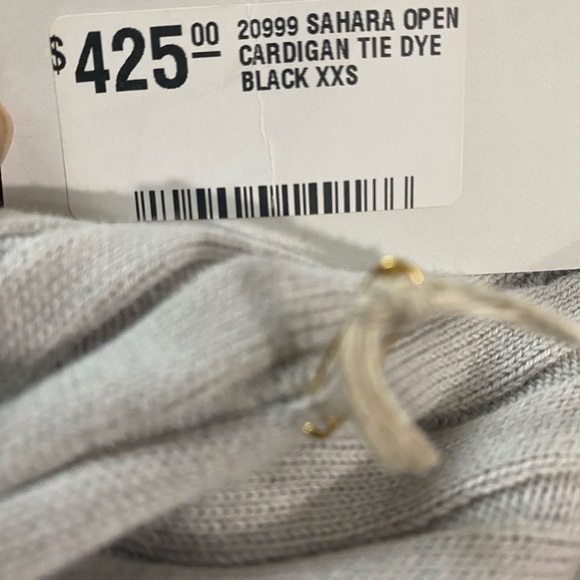 $425.00 20999 SAHARA OPEN
CARDIGAN TIE DYE
BLACK XXS